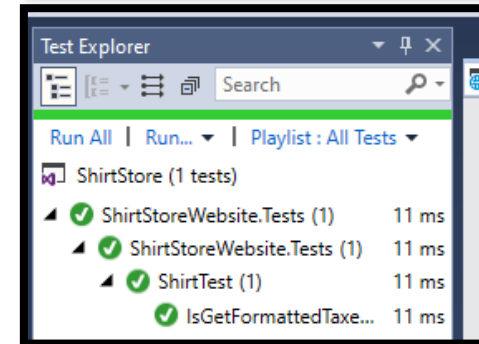 Test Explorer
Search
Run All | Run... | Playlist : All Tests
ShirtStore (1 tests)
ShirtStoreWebsite.Tests (1) 11 ms
ShirtStoreWebsite.Tests (1) 11 ms
ShirtTest (1) 11 ms
IsGetFormattedTaxe... 11 ms